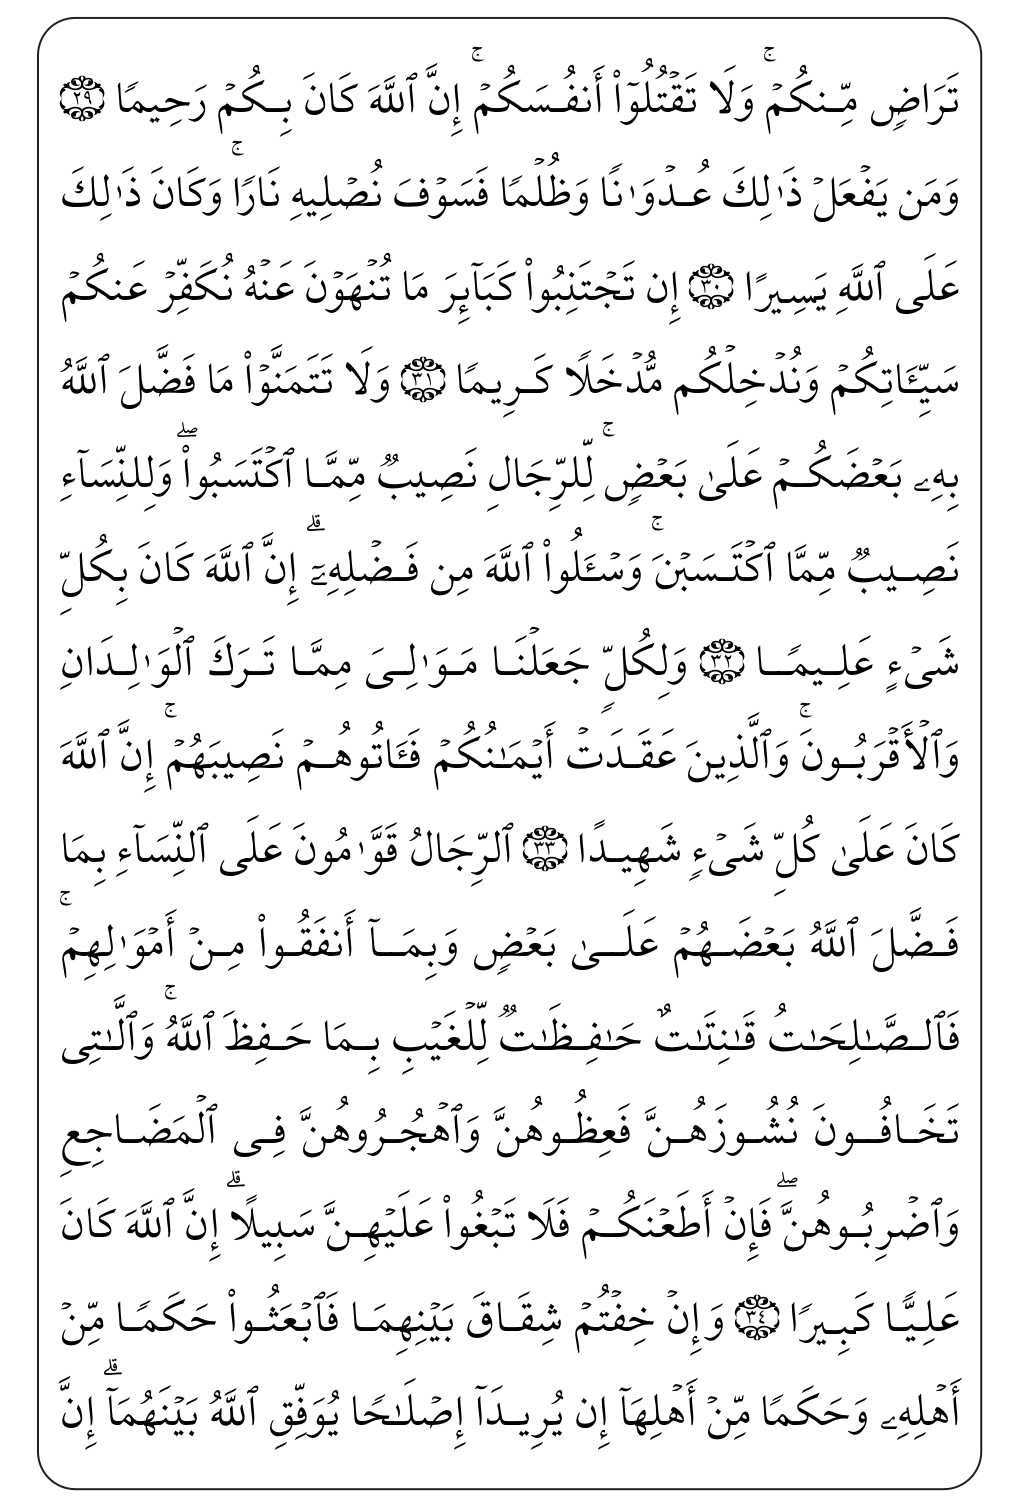 تَرَاضٍ مِّنكُمْ ۚ وَلَا تَقْتُلُوٓا۟ أَنفُسَكُمْ ۚ إِنَّ ٱللَّهَ كَانَ بِكُمْ رَحِيمًا ٢٩
وَمَن يَفْعَلْ ذَٰلِكَ عُدْوَٰنًا وَظُلْمًا فَسَوْفَ نُصْلِيهِ نَارًا ۚ وَكَانَ ذَٰلِكَ
عَلَى ٱللَّهِ يَسِيرًا ٣٠ إِن تَجْتَنِبُوا۟ كَبَآئِرَ مَا تُنْهَوْنَ عَنْهُ نُكَفِّرْ عَنكُمْ
سَيِّـَٔاتِكُمْ وَنُدْخِلْكُم مُّدْخَلًا كَرِيمًا ٣١ وَلَا تَتَمَنَّوْا۟ مَا فَضَّلَ ٱللَّهُ
بِهِۦ بَعْضَكُمْ عَلَىٰ بَعْضٍ ۚ لِّلرِّجَالِ نَصِيبٌ مِّمَّا ٱكْتَسَبُوا۟ ۖ وَلِلنِّسَآءِ
نَصِيبٌ مِّمَّا ٱكْتَسَبْنَ ۚ وَسْـَٔلُوا۟ ٱللَّهَ مِن فَضْلِهِۦٓ ۗ إِنَّ ٱللَّهَ كَانَ بِكُلِّ
شَىْءٍ عَلِيمًا ٣٢ وَلِكُلٍّ جَعَلْنَا مَوَٰلِىَ مِمَّا تَرَكَ ٱلْوَٰلِدَانِ
وَٱلْأَقْرَبُونَ ۚ وَٱلَّذِينَ عَقَدَتْ أَيْمَـٰنُكُمْ فَـَٔاتُوهُمْ نَصِيبَهُمْ ۚ إِنَّ ٱللَّهَ
كَانَ عَلَىٰ كُلِّ شَىْءٍ شَهِيدًا ٣٣ ٱلرِّجَالُ قَوَّٰمُونَ عَلَى ٱلنِّسَآءِ بِمَا
فَضَّلَ ٱللَّهُ بَعْضَهُمْ عَلَىٰ بَعْضٍ وَبِمَآ أَنفَقُوا۟ مِنْ أَمْوَٰلِهِمْ ۚ
فَٱلصَّـٰلِحَـٰتُ قَـٰنِتَـٰتٌ حَـٰفِظَـٰتٌ لِّلْغَيْبِ بِمَا حَفِظَ ٱللَّهُ ۚ وَٱلَّـٰتِى
تَخَافُونَ نُشُوزَهُنَّ فَعِظُوهُنَّ وَٱهْجُرُوهُنَّ فِى ٱلْمَضَاجِعِ
وَٱضْرِبُوهُنَّ ۖ فَإِنْ أَطَعْنَكُمْ فَلَا تَبْغُوا۟ عَلَيْهِنَّ سَبِيلًا ۗ إِنَّ ٱللَّهَ كَانَ
عَلِيًّا كَبِيرًا ٣٤ وَإِنْ خِفْتُمْ شِقَاقَ بَيْنِهِمَا فَٱبْعَثُوا۟ حَكَمًا مِّنْ
أَهْلِهِۦ وَحَكَمًا مِّنْ أَهْلِهَآ إِن يُرِيدَآ إِصْلَـٰحًا يُوَفِّقِ ٱللَّهُ بَيْنَهُمَآ ۗ إِنَّ